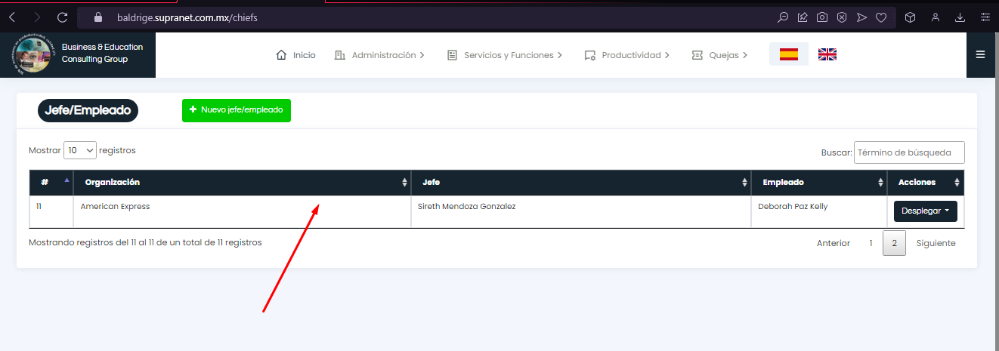 baldrige.supranet.com.mx/chiefs
Business & Education
Consulting Group
Inicio
Administración
Servicios y Funciones
Productividad
Quejas
Jefe/Empleado
+ Nuevo jefe/empleado
Mostrar 10 registros
Buscar: Término de búsqueda
# Organización Jefe Empleado Acciones
11 American Express Sireth Mendoza Gonzalez Deborah Paz Kelly Desplegar
Mostrando registros del 11 al 11 de un total de 11 registros
Anterior 1 2 Siguiente